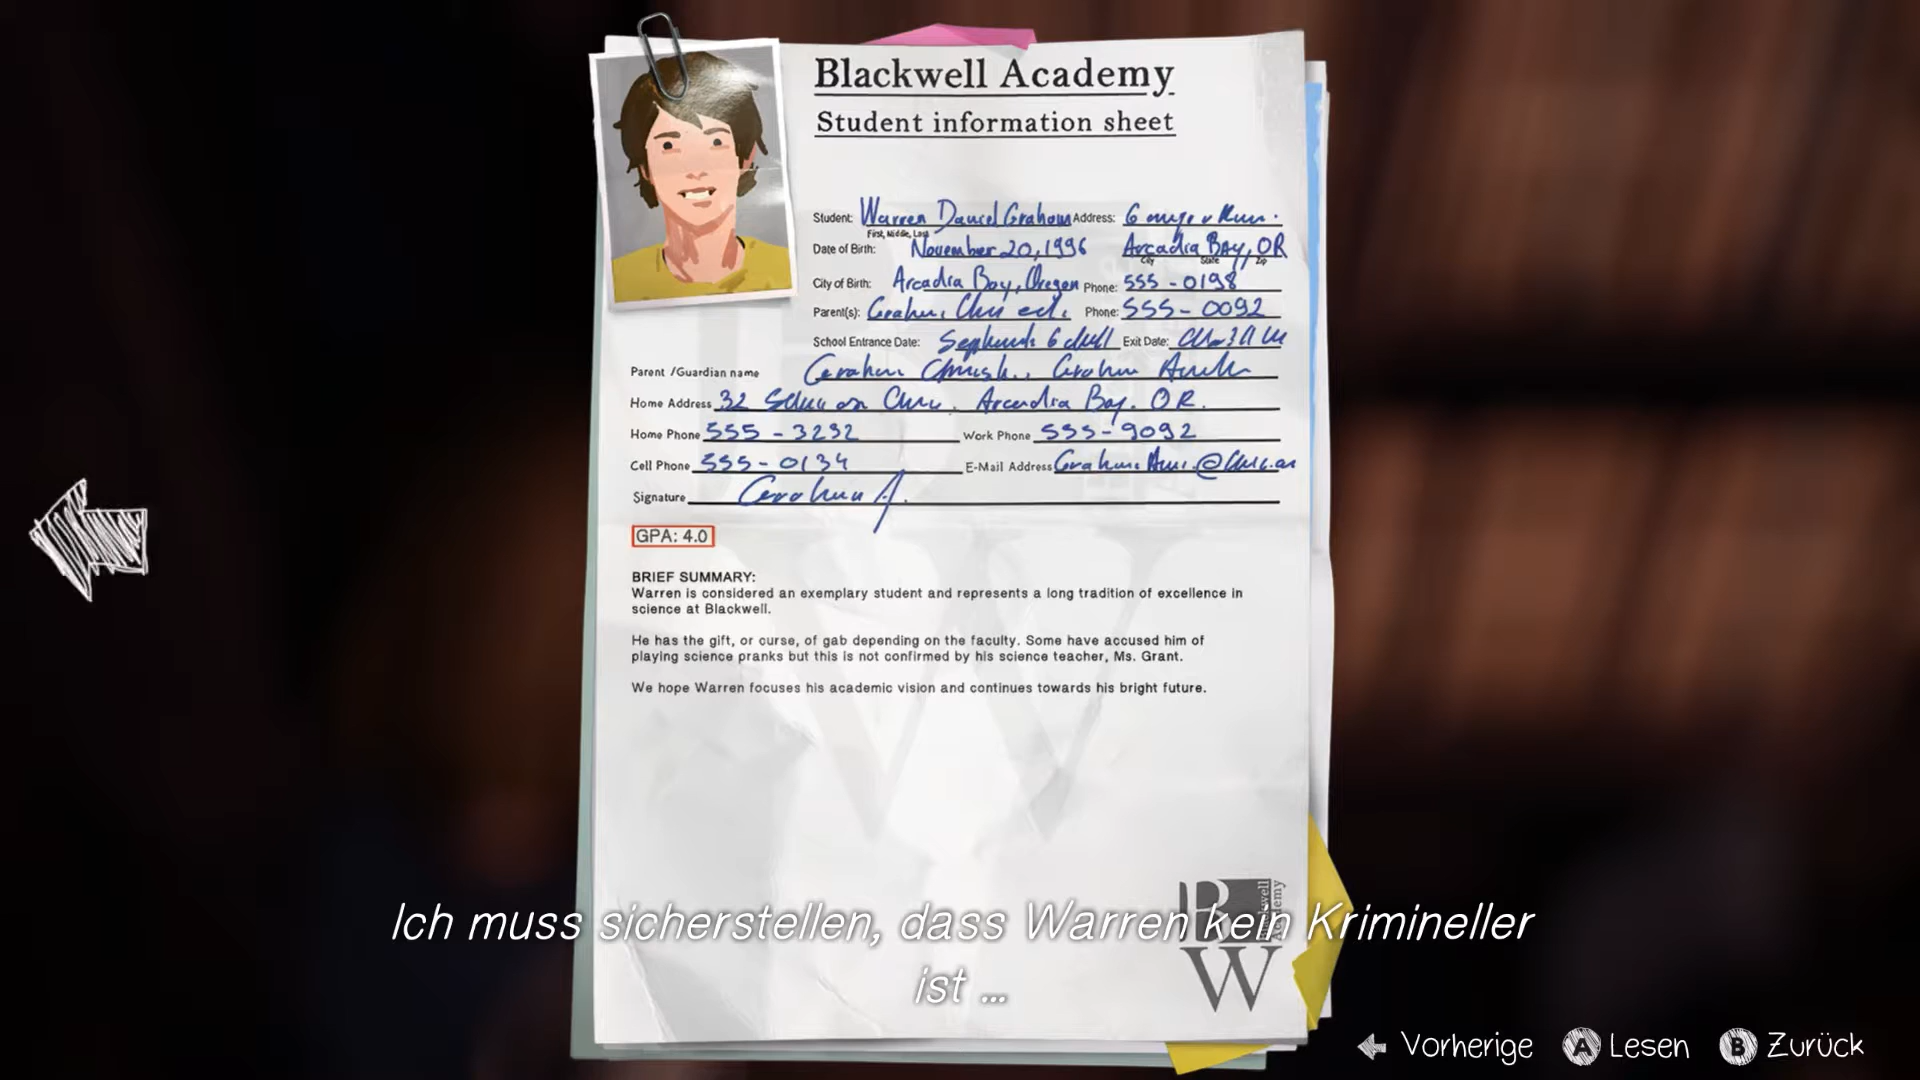 Blackwell Academy
Student information sheet
Student: Warren Daniel Graham Address:
First, Middle, Last
Date of Birth: November 20, 1996 Arcadia Bay, OR
City State Zip
City of Birth: Arcadia Bay, Oregon Phone: 555 - 0198
Parent(s): Phone: 555 - 0092
School Entrance Date: Exit Date:
Parent /Guardian name
Home Address 32 Arcadia Bay. OR.
Home Phone 555 - 3232 Work Phone 555 - 9092
Cell Phone 555 - 0134 E-Mail Address
Signature
GPA: 4.0
BRIEF SUMMARY:
Warren is considered an exemplary student and represents a long tradition of excellence in
science at Blackwell.
He has the gift, or curse, of gab depending on the faculty. Some have accused him of
playing science pranks but this is not confirmed by his science teacher, Ms. Grant.
We hope Warren focuses his academic vision and continues towards his bright future.
Blackwell
Academy
B
W
Ich muss sicherstellen, dass Warren kein Krimineller
ist ...
Vorherige A Lesen B Zurück